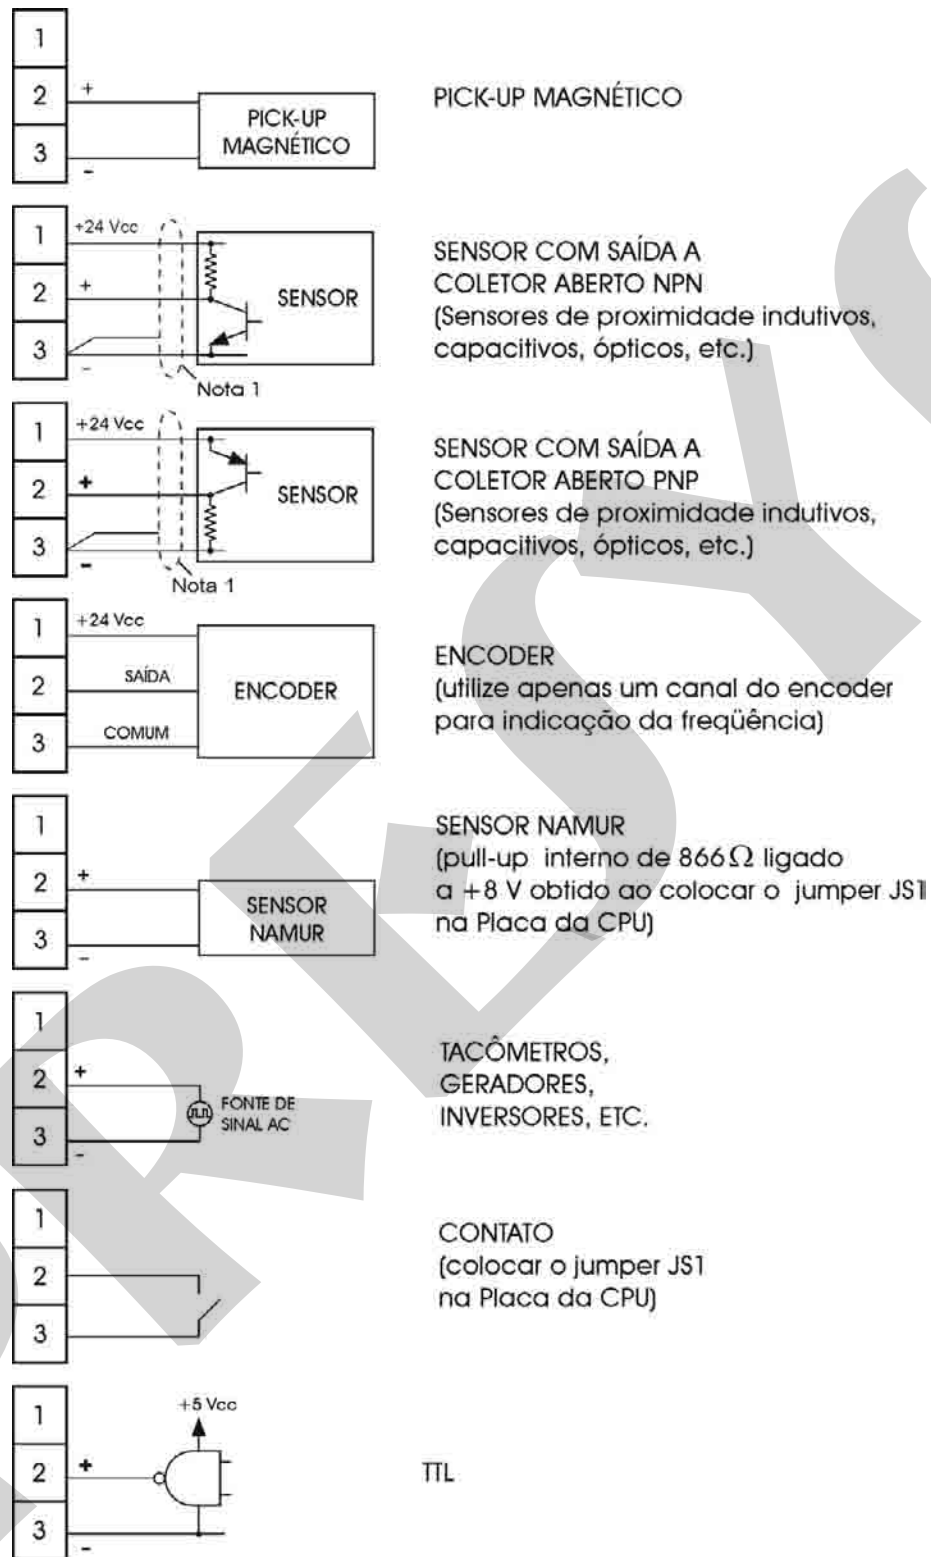 1
2
3
+
-
PICK-UP
MAGNÉTICO
PICK-UP MAGNÉTICO
1
2
3
+24 Vcc
+
-
SENSOR
Nota 1
SENSOR COM SAÍDA A
COLETOR ABERTO NPN
(Sensores de proximidade indutivos,
capacitivos, ópticos, etc.)
1
2
3
+24 Vcc
+
-
SENSOR
Nota 1
SENSOR COM SAÍDA A
COLETOR ABERTO PNP
(Sensores de proximidade indutivos,
capacitivos, ópticos, etc.)
1
2
3
+24 Vcc
SAÍDA
COMUM
ENCODER
ENCODER
(utilize apenas um canal do encoder
para indicação da freqüência)
1
2
3
+
-
SENSOR
NAMUR
SENSOR NAMUR
(pull-up interno de 866Ω ligado
a +8 V obtido ao colocar o jumper JS1
na Placa da CPU)
1
2
3
+
-
FONTE DE
SINAL AC
TACÔMETROS,
GERADORES,
INVERSORES, ETC.
1
2
3
CONTATO
(colocar o jumper JS1
na Placa da CPU)
1
2
3
+5 Vcc
+
-
TTL
PRESYS